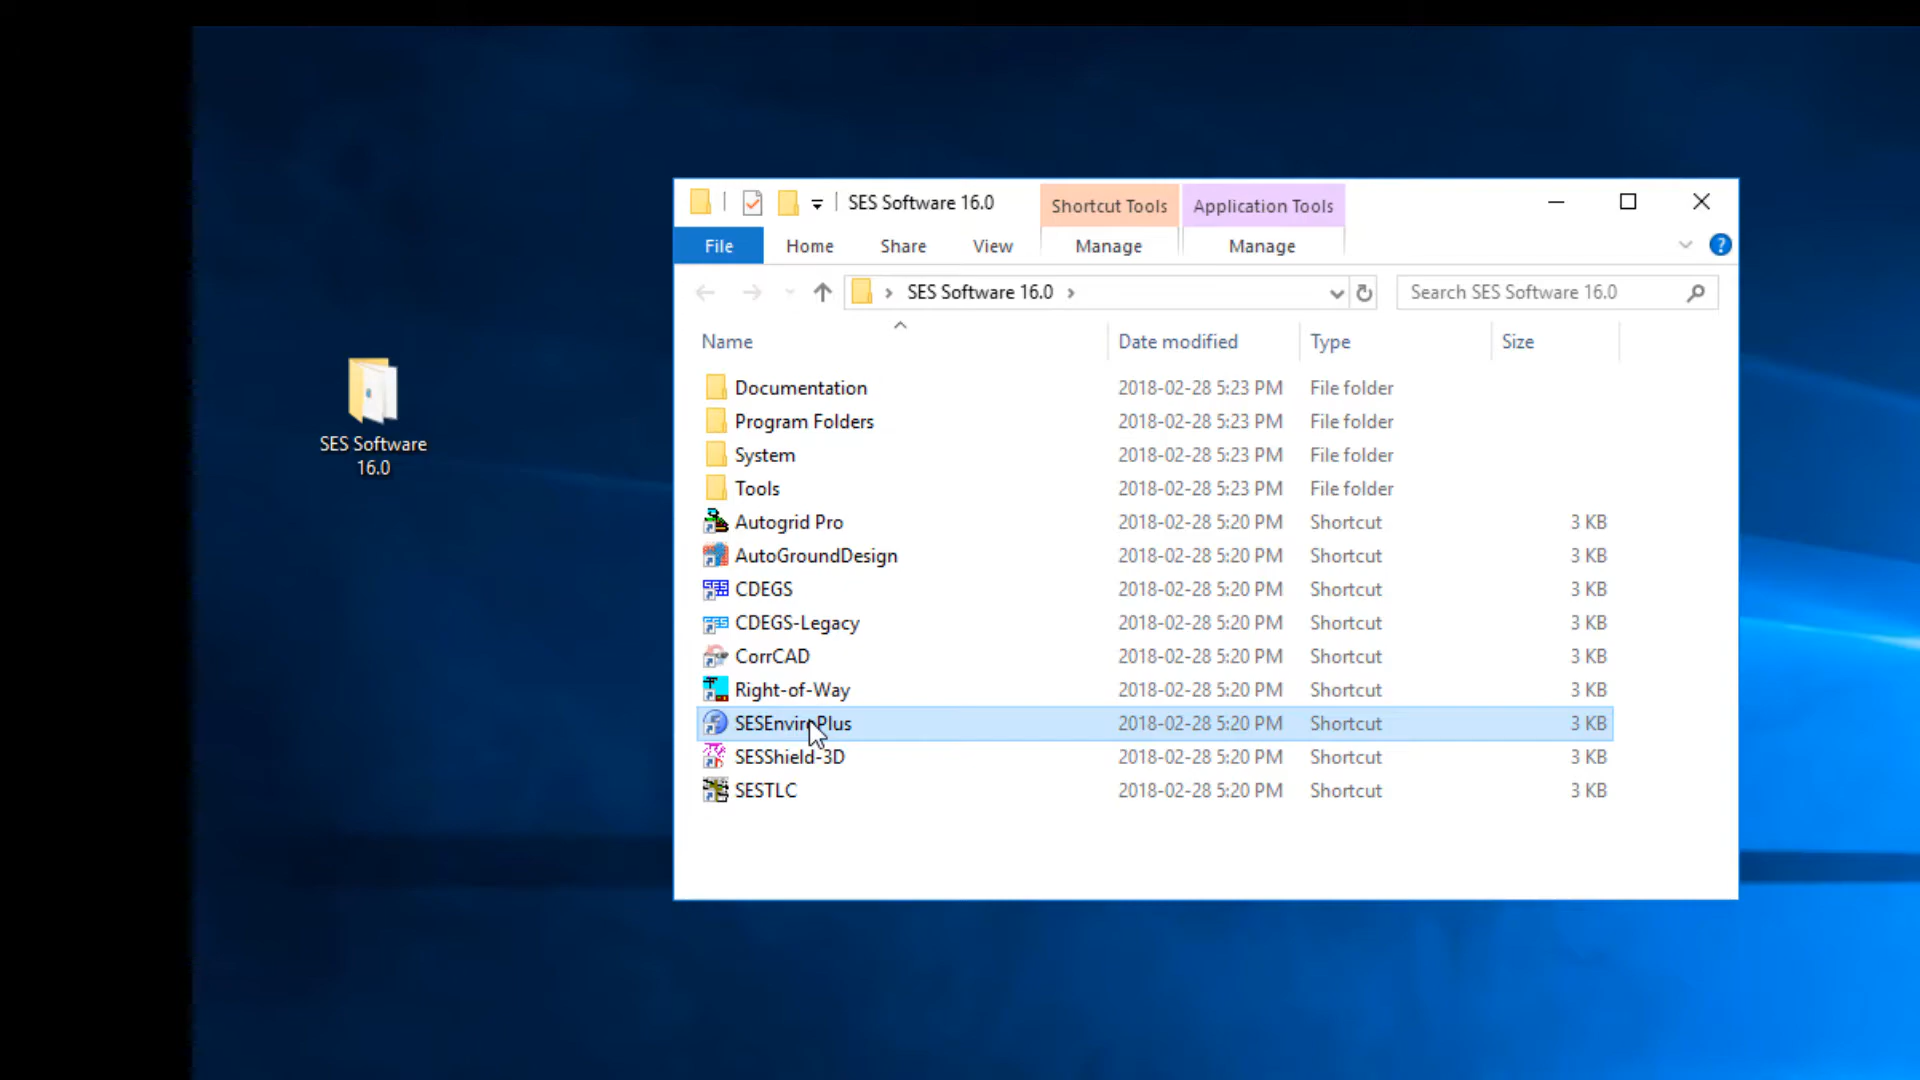 SES Software 16.0
Shortcut Tools
Application Tools
File
Home
Share
View
Manage
Manage
SES Software 16.0
Search SES Software 16.0
Name
Date modified
Type
Size
Documentation 2018-02-28 5:23 PM File folder
Program Folders 2018-02-28 5:23 PM File folder
System 2018-02-28 5:23 PM File folder
Tools 2018-02-28 5:23 PM File folder
Autogrid Pro 2018-02-28 5:20 PM Shortcut 3 KB
AutoGroundDesign 2018-02-28 5:20 PM Shortcut 3 KB
CDEGS 2018-02-28 5:20 PM Shortcut 3 KB
CDEGS-Legacy 2018-02-28 5:20 PM Shortcut 3 KB
CorrCAD 2018-02-28 5:20 PM Shortcut 3 KB
Right-of-Way 2018-02-28 5:20 PM Shortcut 3 KB
SESEnviroPlus 2018-02-28 5:20 PM Shortcut 3 KB
SESShield-3D 2018-02-28 5:20 PM Shortcut 3 KB
SESTLC 2018-02-28 5:20 PM Shortcut 3 KB
SES Software
16.0